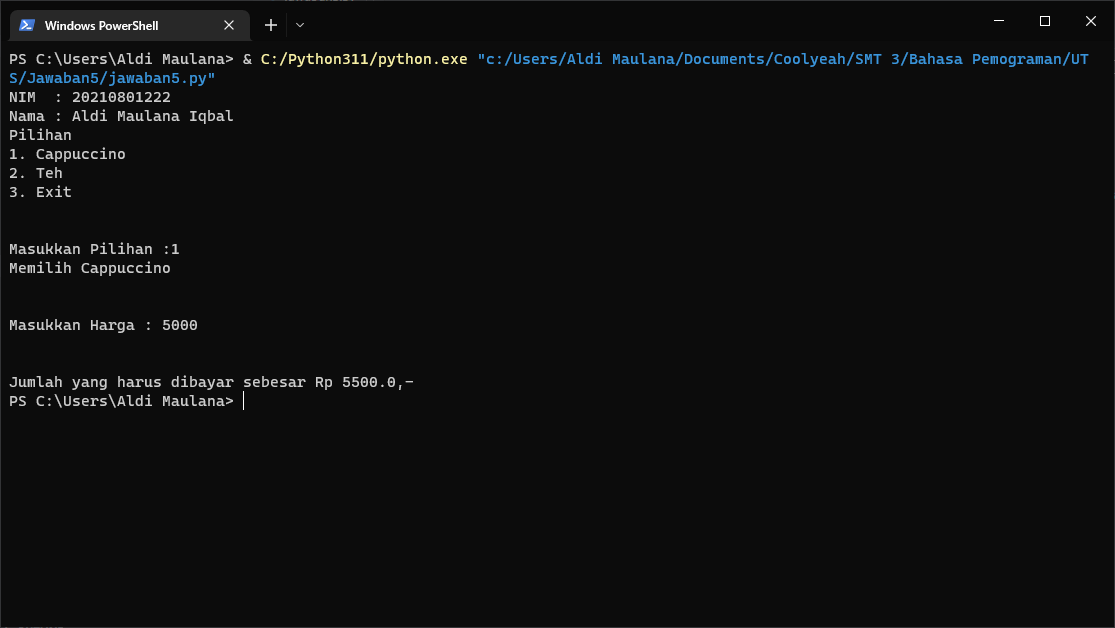 Windows PowerShell
PS C:\Users\Aldi Maulana> & C:/Python311/python.exe "c:/Users/Aldi Maulana/Documents/Coolyeah/SMT 3/Bahasa Pemograman/UT
S/Jawaban5/jawaban5.py"
NIM  : 20210801222
Nama : Aldi Maulana Iqbal
Pilihan
1. Cappuccino
2. Teh
3. Exit
Masukkan Pilihan :1
Memilih Cappuccino
Masukkan Harga : 5000
Jumlah yang harus dibayar sebesar Rp 5500.0,-
PS C:\Users\Aldi Maulana>